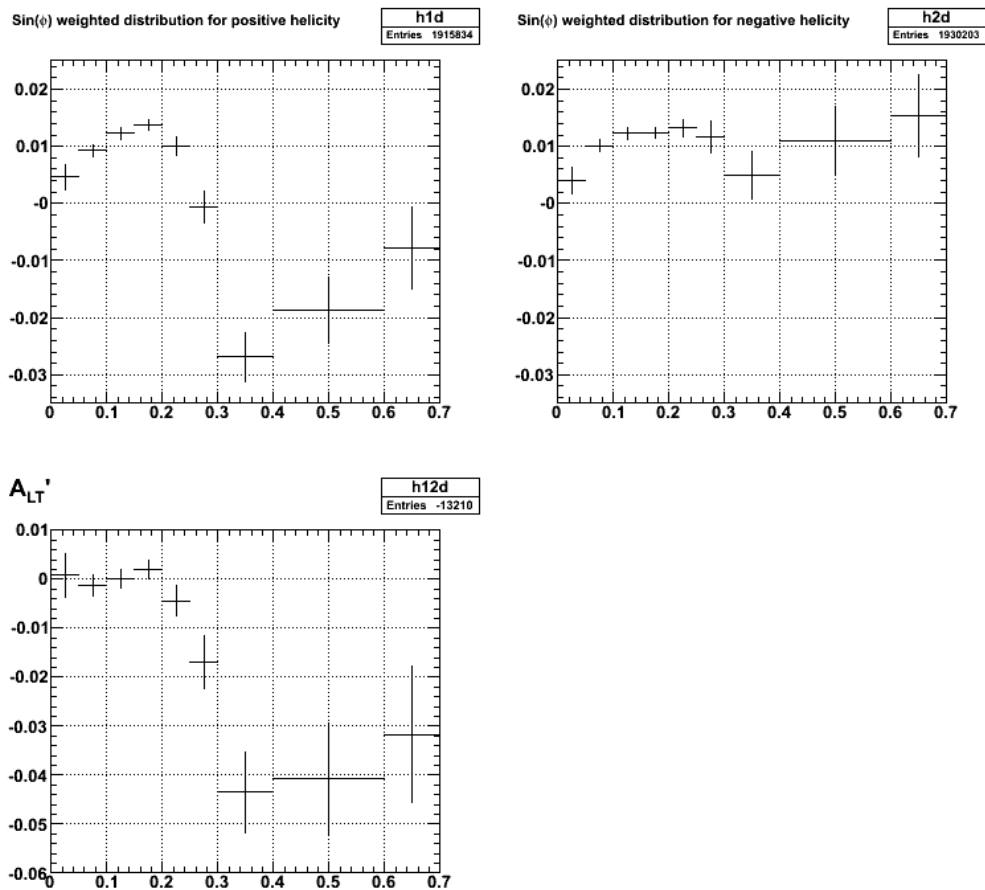 Sin(ϕ) weighted distribution for positive helicity
h1d
Entries 1915834
0.02
0.01
-0
-0.01
-0.02
-0.03
0 0.1 0.2 0.3 0.4 0.5 0.6 0.7
Sin(ϕ) weighted distribution for negative helicity
h2d
Entries 1930203
0.02
0.01
-0
-0.01
-0.02
-0.03
0 0.1 0.2 0.3 0.4 0.5 0.6 0.7
A_LT'
h12d
Entries -13210
0.01
0
-0.01
-0.02
-0.03
-0.04
-0.05
-0.06
0 0.1 0.2 0.3 0.4 0.5 0.6 0.7